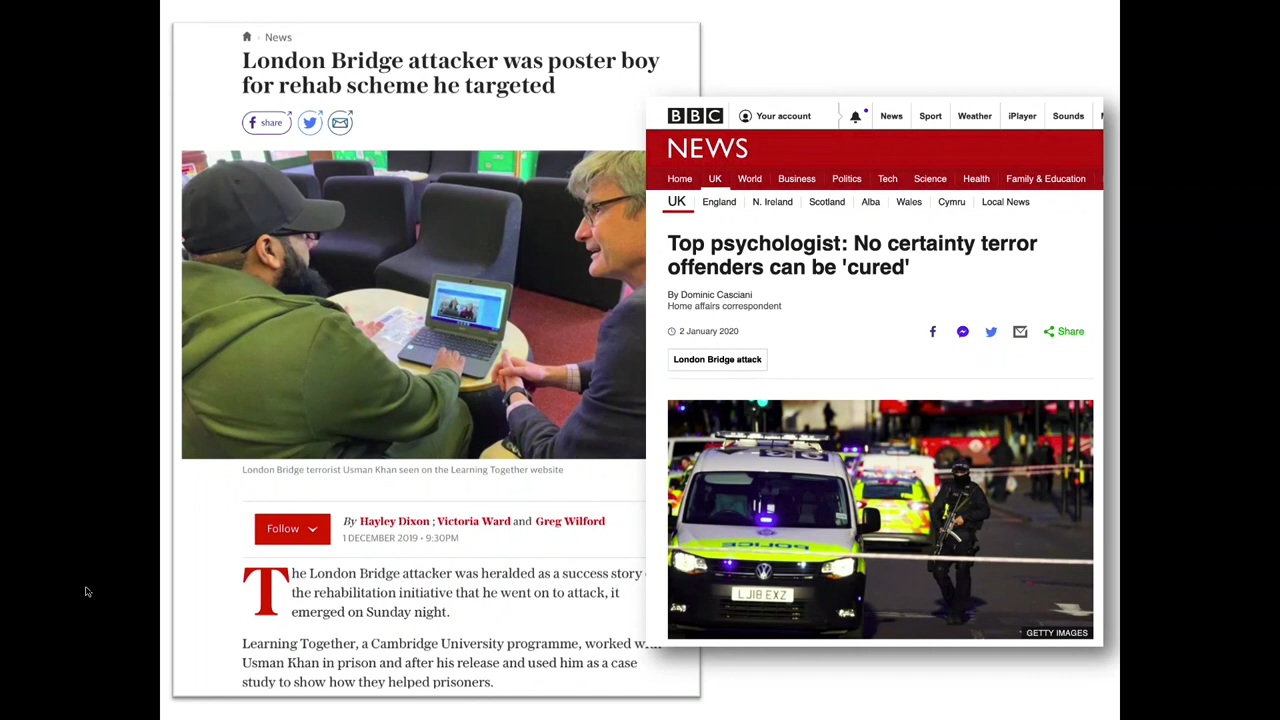 News
London Bridge attacker was poster boy
for rehab scheme he targeted
share
London Bridge terrorist Usman Khan seen on the Learning Together website
Follow
By Hayley Dixon ; Victoria Ward and Greg Wilford
1 DECEMBER 2019 • 9:30PM
The London Bridge attacker was heralded as a success story
the rehabilitation initiative that he went on to attack, it
emerged on Sunday night.
Learning Together, a Cambridge University programme, worked
Usman Khan in prison and after his release and used him as a case
study to show how they helped prisoners.
BBC
Your account
News
Sport
Weather
iPlayer
Sounds
NEWS
Home
UK
World
Business
Politics
Tech
Science
Health
Family & Education
UK
England
N. Ireland
Scotland
Alba
Wales
Cymru
Local News
Top psychologist: No certainty terror
offenders can be 'cured'
By Dominic Casciani
Home affairs correspondent
2 January 2020
Share
London Bridge attack
POLICE
LJ18 EXZ
GETTY IMAGES